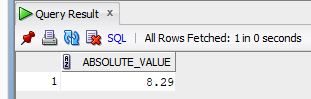 Query Result x
SQL | All Rows Fetched: 1 in 0 seconds
ABSOLUTE_VALUE
1 8.29